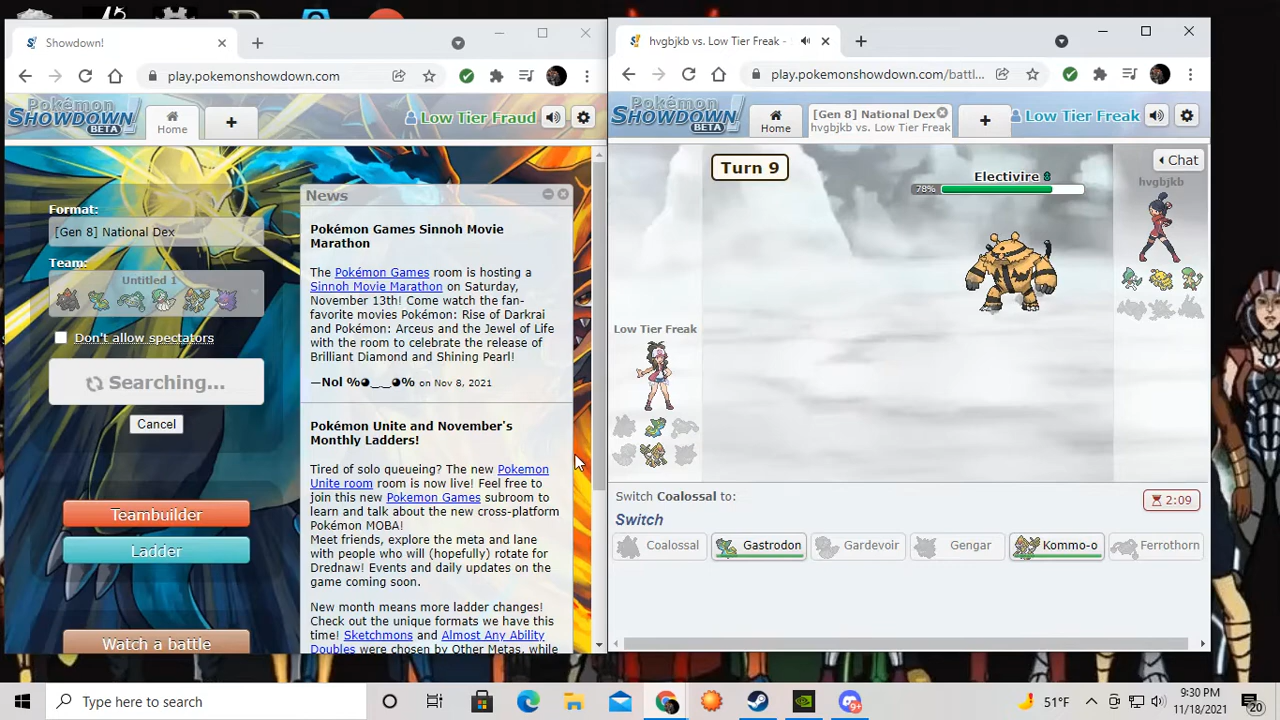 Showdown!
play.pokemonshowdown.com
Pokémon
SHOWDOWN
BETA
Home
Low Tier Fraud
Format:
[Gen 8] National Dex
Team:
Untitled 1
Don't allow spectators
Searching...
Cancel
Teambuilder
Ladder
Watch a battle
News
Pokémon Games Sinnoh Movie
Marathon
The Pokémon Games room is hosting a
Sinnoh Movie Marathon on Saturday,
November 13th! Come watch the fan-
favorite movies Pokémon: Rise of Darkrai
and Pokémon: Arceus and the Jewel of Life
with the room to celebrate the release of
Brilliant Diamond and Shining Pearl!
—Nol %◕‿‿◕% on Nov 8, 2021
Pokémon Unite and November's
Monthly Ladders!
Tired of solo queueing? The new Pokemon
Unite room room is now live! Feel free to
join this new Pokemon Games subroom to
learn and talk about the new cross-platform
Pokémon MOBA!
Meet friends, explore the meta and lane
with people who will (hopefully) rotate for
Drednaw! Events and daily updates on the
game coming soon.
New month means more ladder changes!
Check out the unique formats we have this
time! Sketchmons and Almost Any Ability
Doubles were chosen by Other Metas, while
hvgbjkb vs. Low Tier Freak -
play.pokemonshowdown.com/battl...
Pokémon
SHOWDOWN
BETA
Home
[Gen 8] National Dex
hvgbjkb vs. Low Tier Freak
Low Tier Freak
Turn 9
Electivire
78%
Chat
hvgbjkb
Low Tier Freak
Switch Coalossal to:
2:09
Switch
Coalossal
Gastrodon
Gardevoir
Gengar
Kommo-o
Ferrothorn
Type here to search
51°F
9:30 PM
11/18/2021
20